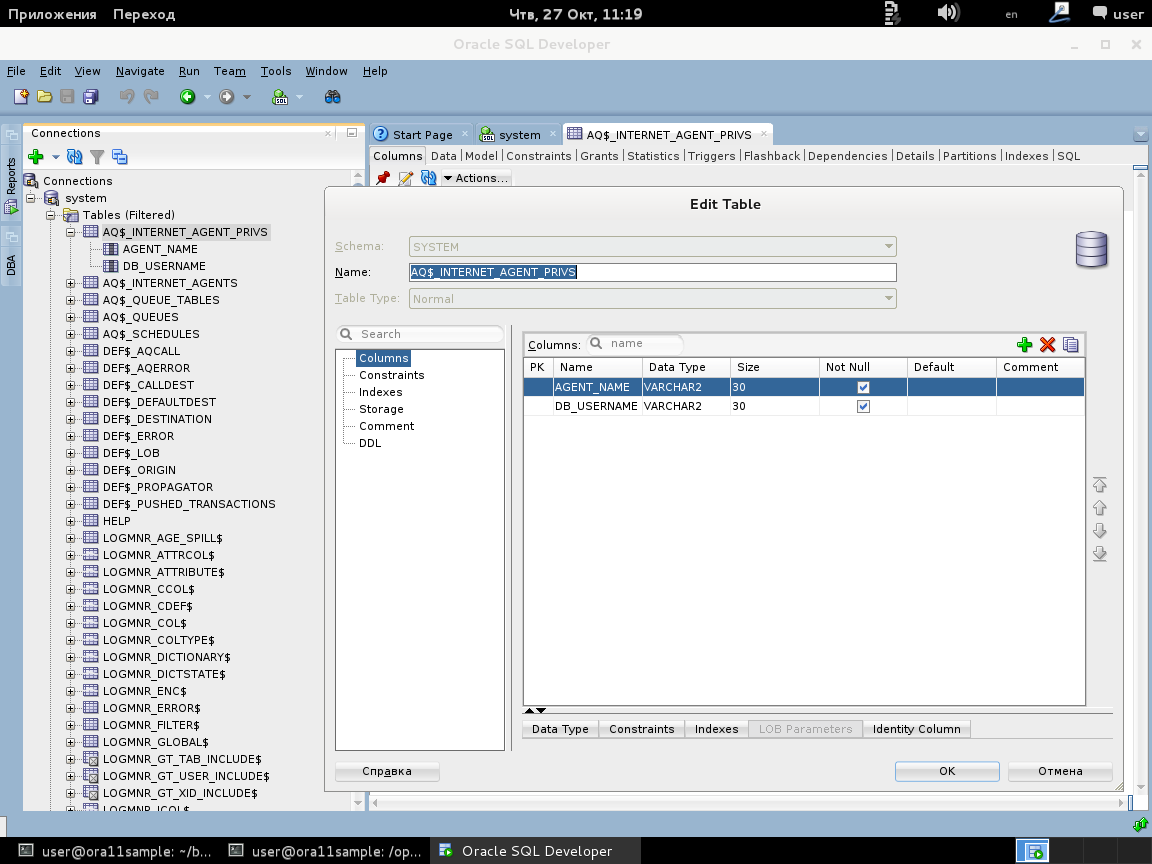 Приложения Переход Чтв, 27 Окт, 11:19 en user
Oracle SQL Developer
File Edit View Navigate Run Team Tools Window Help
Reports
DBA
Connections
Connections
system
Tables (Filtered)
AQ$_INTERNET_AGENT_PRIVS
AGENT_NAME
DB_USERNAME
AQ$_INTERNET_AGENTS
AQ$_QUEUE_TABLES
AQ$_QUEUES
AQ$_SCHEDULES
DEF$_AQCALL
DEF$_AQERROR
DEF$_CALLDEST
DEF$_DEFAULTDEST
DEF$_DESTINATION
DEF$_ERROR
DEF$_LOB
DEF$_ORIGIN
DEF$_PROPAGATOR
DEF$_PUSHED_TRANSACTIONS
HELP
LOGMNR_AGE_SPILL$
LOGMNR_ATTRCOL$
LOGMNR_ATTRIBUTE$
LOGMNR_CCOL$
LOGMNR_CDEF$
LOGMNR_COL$
LOGMNR_COLTYPE$
LOGMNR_DICTIONARY$
LOGMNR_DICTSTATE$
LOGMNR_ENC$
LOGMNR_ERROR$
LOGMNR_FILTER$
LOGMNR_GLOBAL$
LOGMNR_GT_TAB_INCLUDE$
LOGMNR_GT_USER_INCLUDE$
LOGMNR_GT_XID_INCLUDE$
LOGMNR_ICOL$
Start Page system AQ$_INTERNET_AGENT_PRIVS
Columns Data Model Constraints Grants Statistics Triggers Flashback Dependencies Details Partitions Indexes SQL
Actions...
Edit Table
Schema: SYSTEM
Name: AQ$_INTERNET_AGENT_PRIVS
Table Type: Normal
Search
Columns
Constraints
Indexes
Storage
Comment
DDL
Columns: name
PK Name Data Type Size Not Null Default Comment
AGENT_NAME VARCHAR2 30
DB_USERNAME VARCHAR2 30
Data Type Constraints Indexes LOB Parameters Identity Column
Справка OK Отмена
user@ora11sample: ~/b... user@ora11sample: /op... Oracle SQL Developer